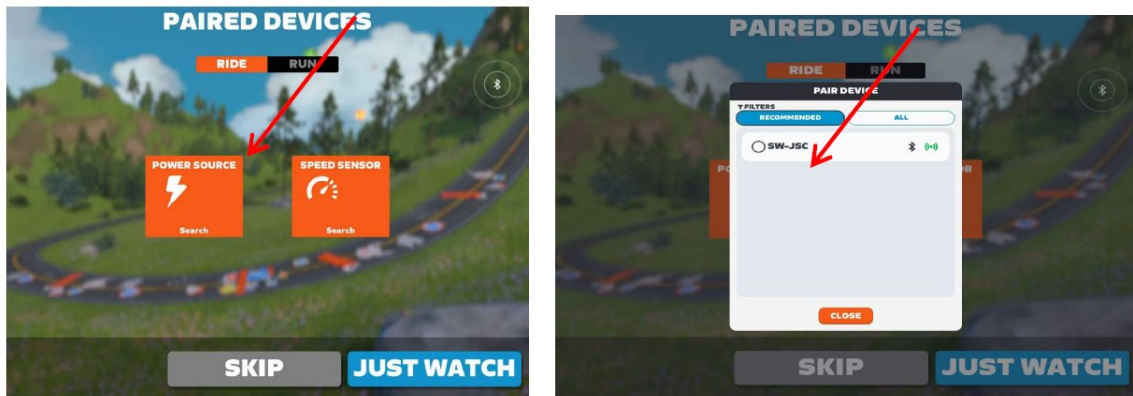 PAIRED DEVICES
RIDE RUN
POWER SOURCE
Search
SPEED SENSOR
Search
SKIP
JUST WATCH
PAIRED DEVICES
RIDE RUN
PAIR DEVICE
FILTERS
RECOMMENDED
ALL
SW-JSC
CLOSE
SKIP
JUST WATCH